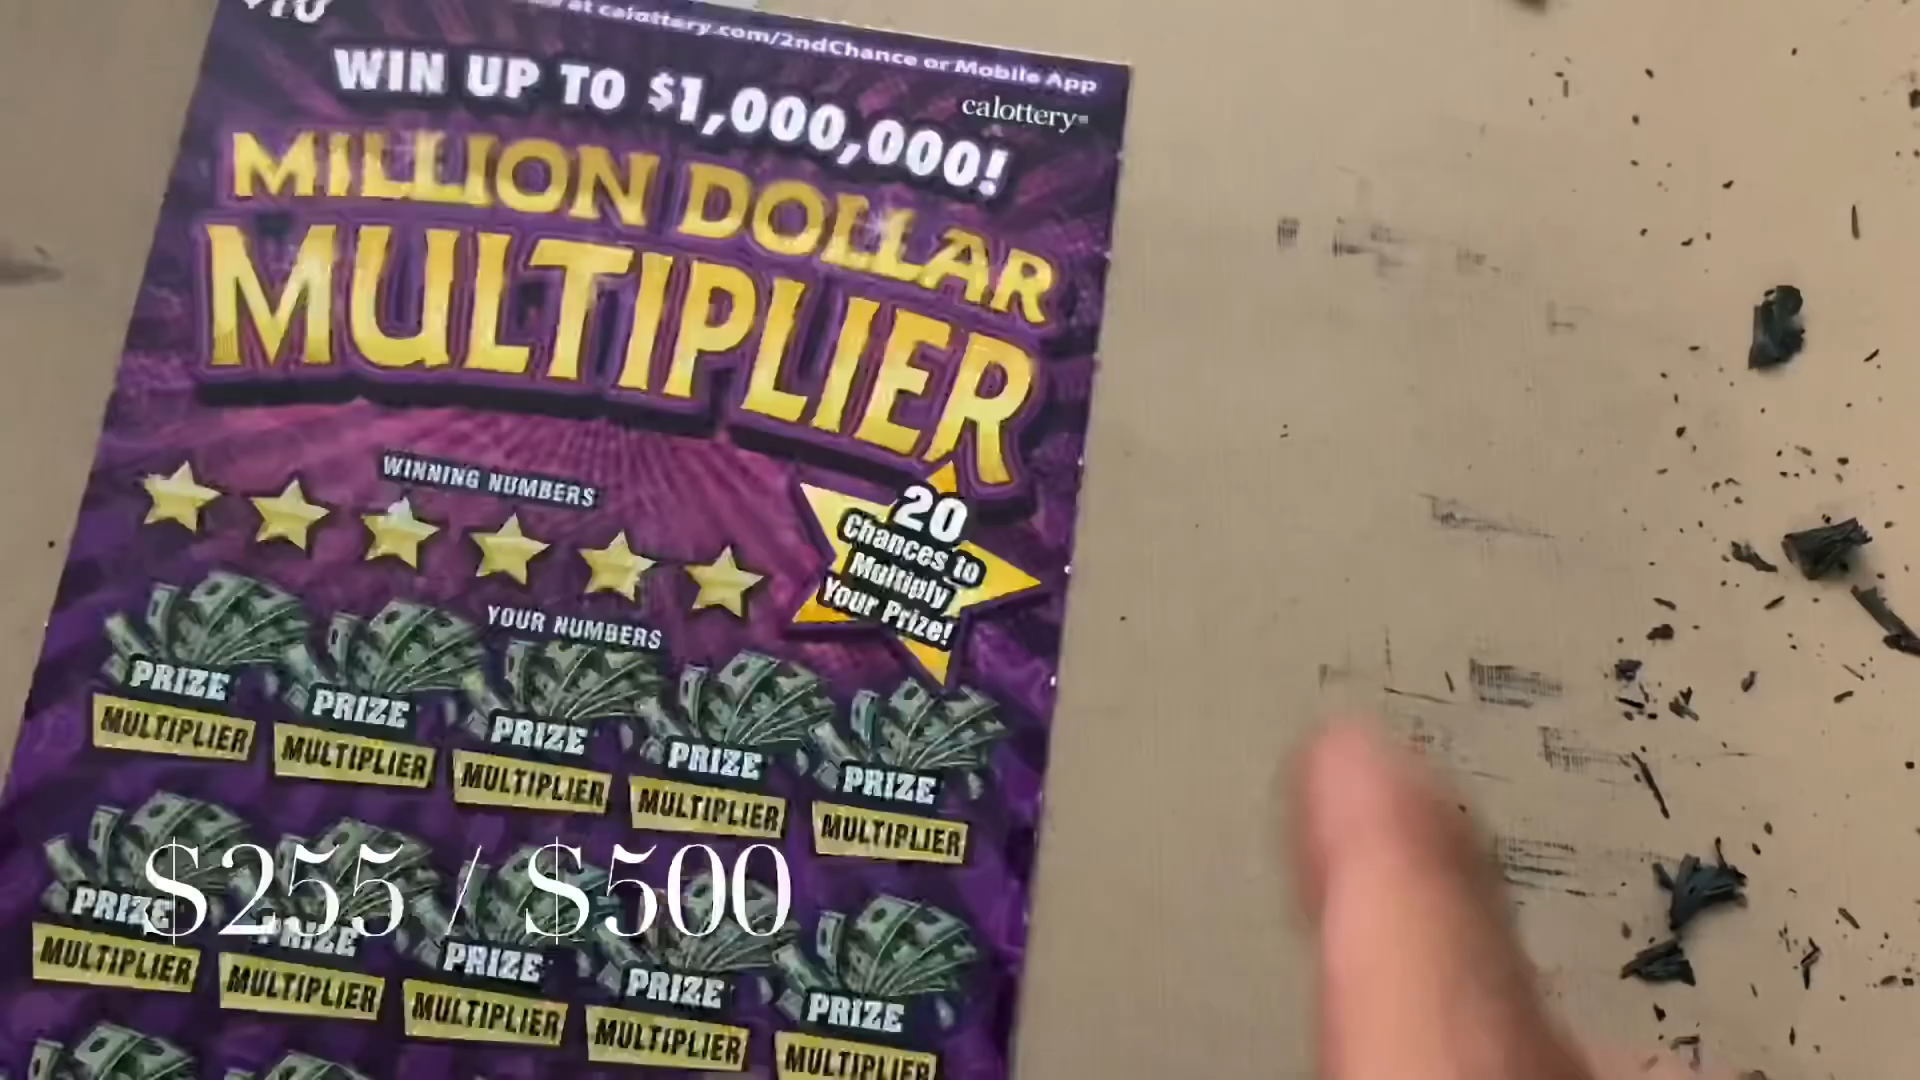 $10
at calottery.com/2ndChance or Mobile App
WIN UP TO $1,000,000!
calottery
MILLION DOLLAR
MULTIPLIER
WINNING NUMBERS
20
Chances to
Multiply
Your Prize!
YOUR NUMBERS
PRIZE PRIZE PRIZE PRIZE PRIZE
MULTIPLIER MULTIPLIER MULTIPLIER MULTIPLIER MULTIPLIER
$255 / $500
PRIZE PRIZE PRIZE PRIZE PRIZE
MULTIPLIER MULTIPLIER MULTIPLIER MULTIPLIER MULTIPLIER